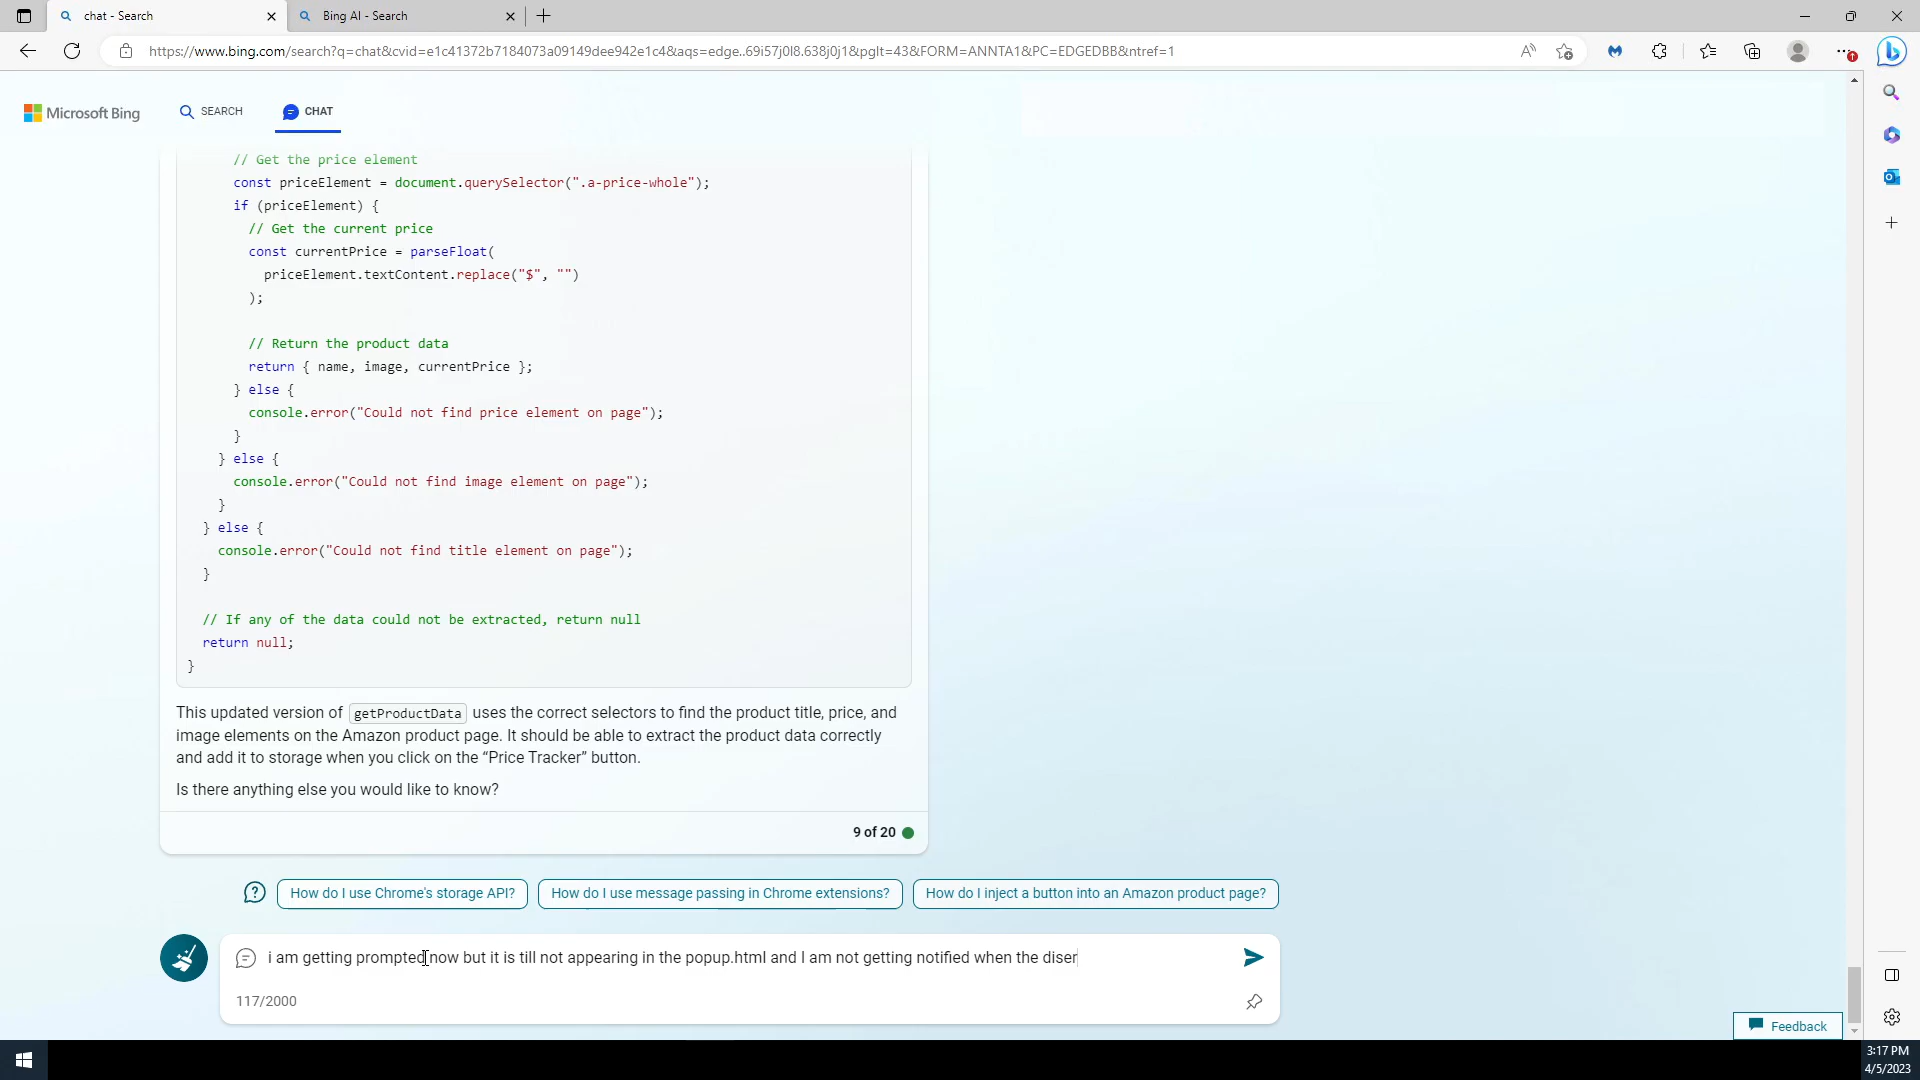 chat - Search
Bing AI - Search
https://www.bing.com/search?q=chat&cvid=e1c41372b7184073a09149dee942e1c4&aqs=edge..69i57j0l8.638j0j1&pglt=43&FORM=ANNTA1&PC=EDGEDBB&ntref=1
Microsoft Bing
SEARCH
CHAT
// Get the price element
const priceElement = document.querySelector(".a-price-whole");
if (priceElement) {
// Get the current price
const currentPrice = parseFloat(
priceElement.textContent.replace("$", "")
);
// Return the product data
return { name, image, currentPrice };
} else {
console.error("Could not find price element on page");
}
} else {
console.error("Could not find image element on page");
}
} else {
console.error("Could not find title element on page");
}
// If any of the data could not be extracted, return null
return null;
}
This updated version of getProductData uses the correct selectors to find the product title, price, and
image elements on the Amazon product page. It should be able to extract the product data correctly
and add it to storage when you click on the “Price Tracker” button.
Is there anything else you would like to know?
9 of 20
How do I use Chrome's storage API?
How do I use message passing in Chrome extensions?
How do I inject a button into an Amazon product page?
i am getting prompted now but it is till not appearing in the popup.html and I am not getting notified when the diser
117/2000
Feedback
3:17 PM
4/5/2023